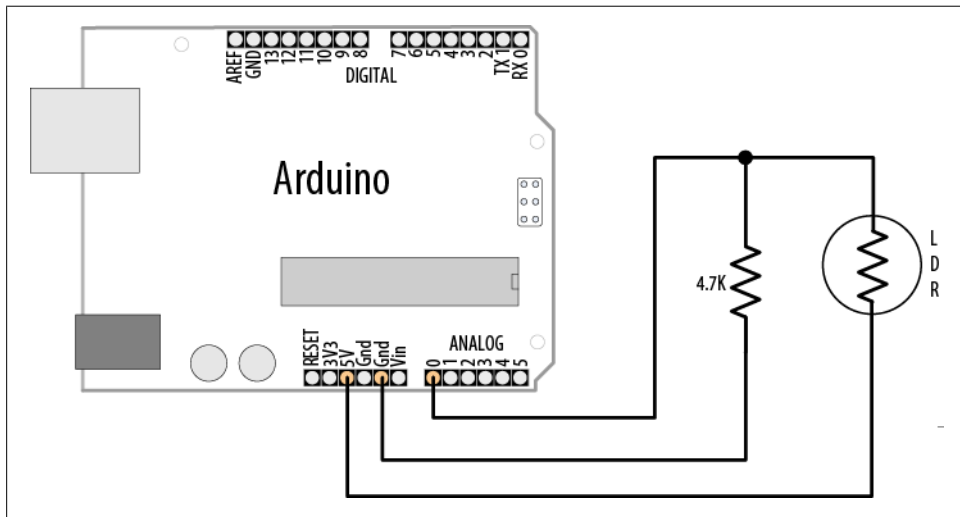 AREF
GND
13
12
11
10
9
8
7
6
5
4
3
2
TX 1
RX 0
DIGITAL
Arduino
L
D
R
4.7K
RESET
3V3
5V
Gnd
Gnd
Vin
ANALOG
0
1
2
3
4
5